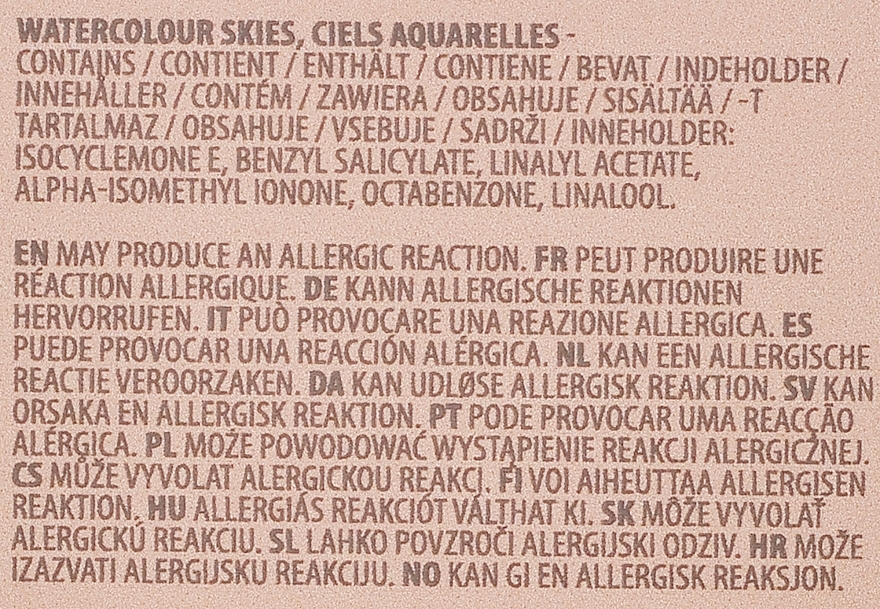 WATERCOLOUR SKIES, CIELS AQUARELLES -
CONTAINS / CONTIENT / ENTHÄLT / CONTIENE / BEVAT / INDEHOLDER /
INNEHÅLLER / CONTÉM / ZAWIERA / OBSAHUJE / SISÄLTÄÄ / -T
TARTALMAZ / OBSAHUJE / VSEBUJE / SADRŽI / INNEHOLDER:
ISOCYCLEMONE E, BENZYL SALICYLATE, LINALYL ACETATE,
ALPHA-ISOMETHYL IONONE, OCTABENZONE, LINALOOL.
EN MAY PRODUCE AN ALLERGIC REACTION. FR PEUT PRODUIRE UNE
RÉACTION ALLERGIQUE. DE KANN ALLERGISCHE REAKTIONEN
HERVORRUFEN. IT PUÒ PROVOCARE UNA REAZIONE ALLERGICA. ES
PUEDE PROVOCAR UNA REACCIÓN ALÉRGICA. NL KAN EEN ALLERGISCHE
REACTIE VEROORZAKEN. DA KAN UDLØSE ALLERGISK REAKTION. SV KAN
ORSAKA EN ALLERGISK REAKTION. PT PODE PROVOCAR UMA REACÇÃO
ALÉRGICA. PL MOŻE POWODOWAĆ WYSTĄPIENIE REAKCJI ALERGICZNEJ.
CS MŮŽE VYVOLAT ALERGICKOU REAKCI. FI VOI AIHEUTTAA ALLERGISEN
REAKTION. HU ALLERGIÁS REAKCIÓT VÁLTHAT KI. SK MÔŽE VYVOLAŤ
ALERGICKÚ REAKCIU. SL LAHKO POVZROČI ALERGIJSKI ODZIV. HR MOŽE
IZAZVATI ALERGIJSKU REAKCIJU. NO KAN GI EN ALLERGISK REAKSJON.